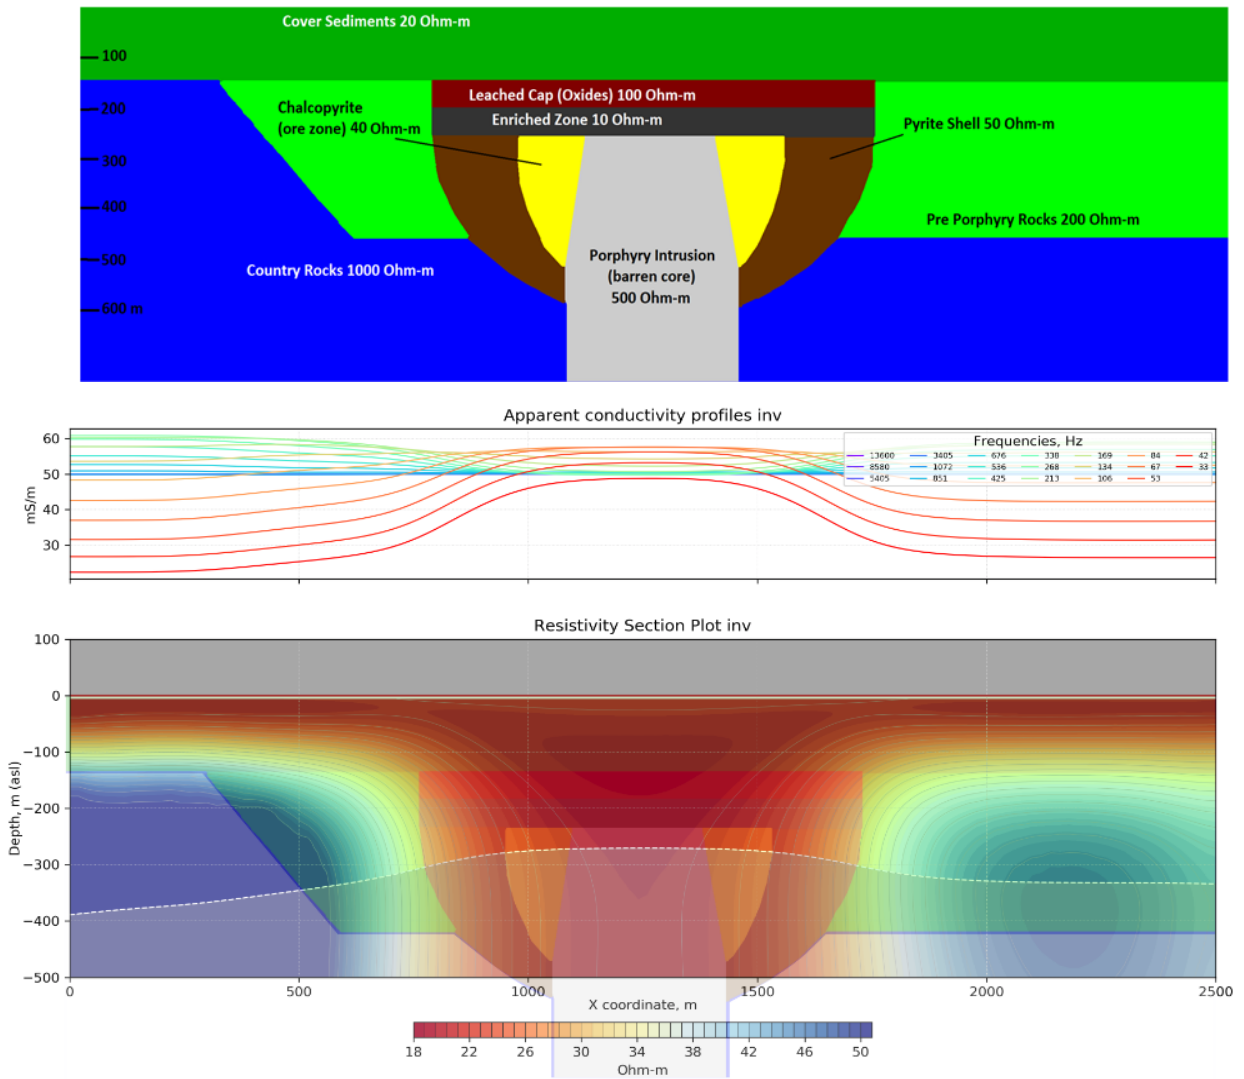 Cover Sediments 20 Ohm-m
100
200
300
400
500
600 m
Leached Cap (Oxides) 100 Ohm-m
Enriched Zone 10 Ohm-m
Chalcopyrite
(ore zone) 40 Ohm-m
Pyrite Shell 50 Ohm-m
Pre Porphyry Rocks 200 Ohm-m
Country Rocks 1000 Ohm-m
Porphyry Intrusion
(barren core)
500 Ohm-m
Apparent conductivity profiles inv
mS/m
60
50
40
30
Frequencies, Hz
13600 3405 676 338 169 84 42
8580 1072 536 268 134 67 33
5405 851 425 213 106 53
Resistivity Section Plot inv
Depth, m (asl)
100
0
−100
−200
−300
−400
−500
0 500 1000 1500 2000 2500
X coordinate, m
18 22 26 30 34 38 42 46 50
Ohm-m